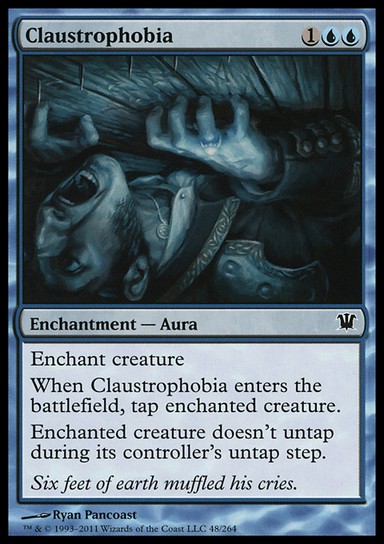 Claustrophobia 1
Enchantment — Aura
Enchant creature
When Claustrophobia enters the
battlefield, tap enchanted creature.
Enchanted creature doesn't untap
during its controller's untap step.
Six feet of earth muffled his cries.
Ryan Pancoast
™ & © 1993–2011 Wizards of the Coast LLC 48/264